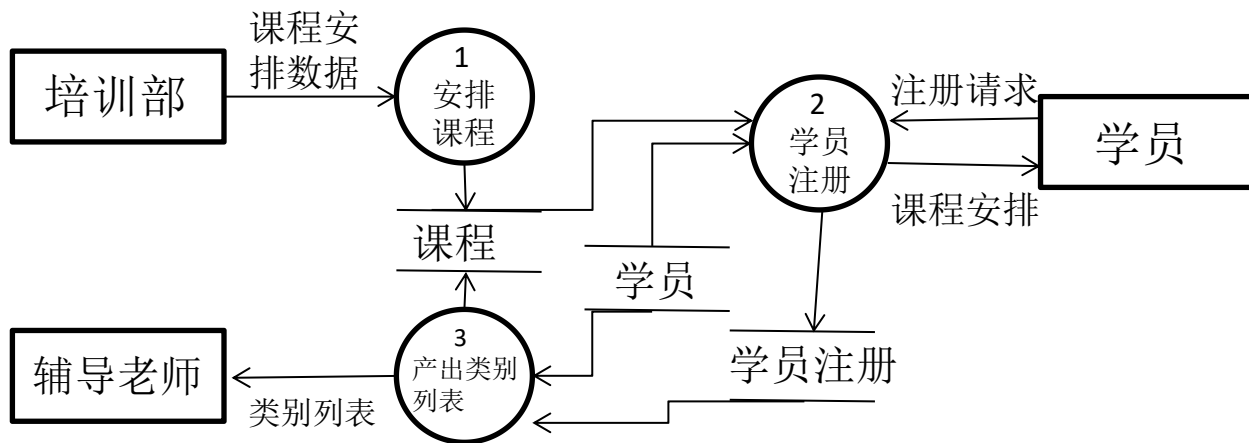 课程安
排数据
培训部
1
安排
课程
2
学员
注册
注册请求
学员
课程安排
课程
学员
学员注册
辅导老师
类别列表
3
产出类别
列表